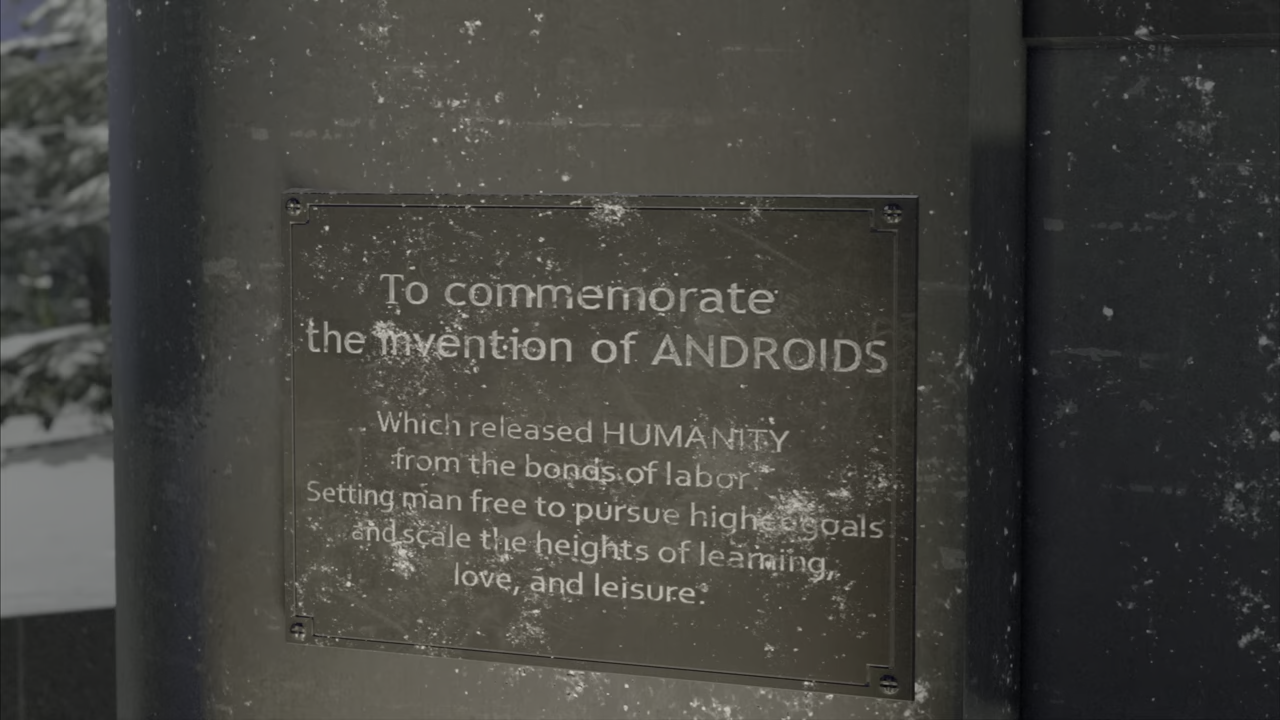 To commemorate
the invention of ANDROIDS
Which released HUMANITY
from the bonds of labor
Setting man free to pursue higher goals
and scale the heights of learning,
love, and leisure.